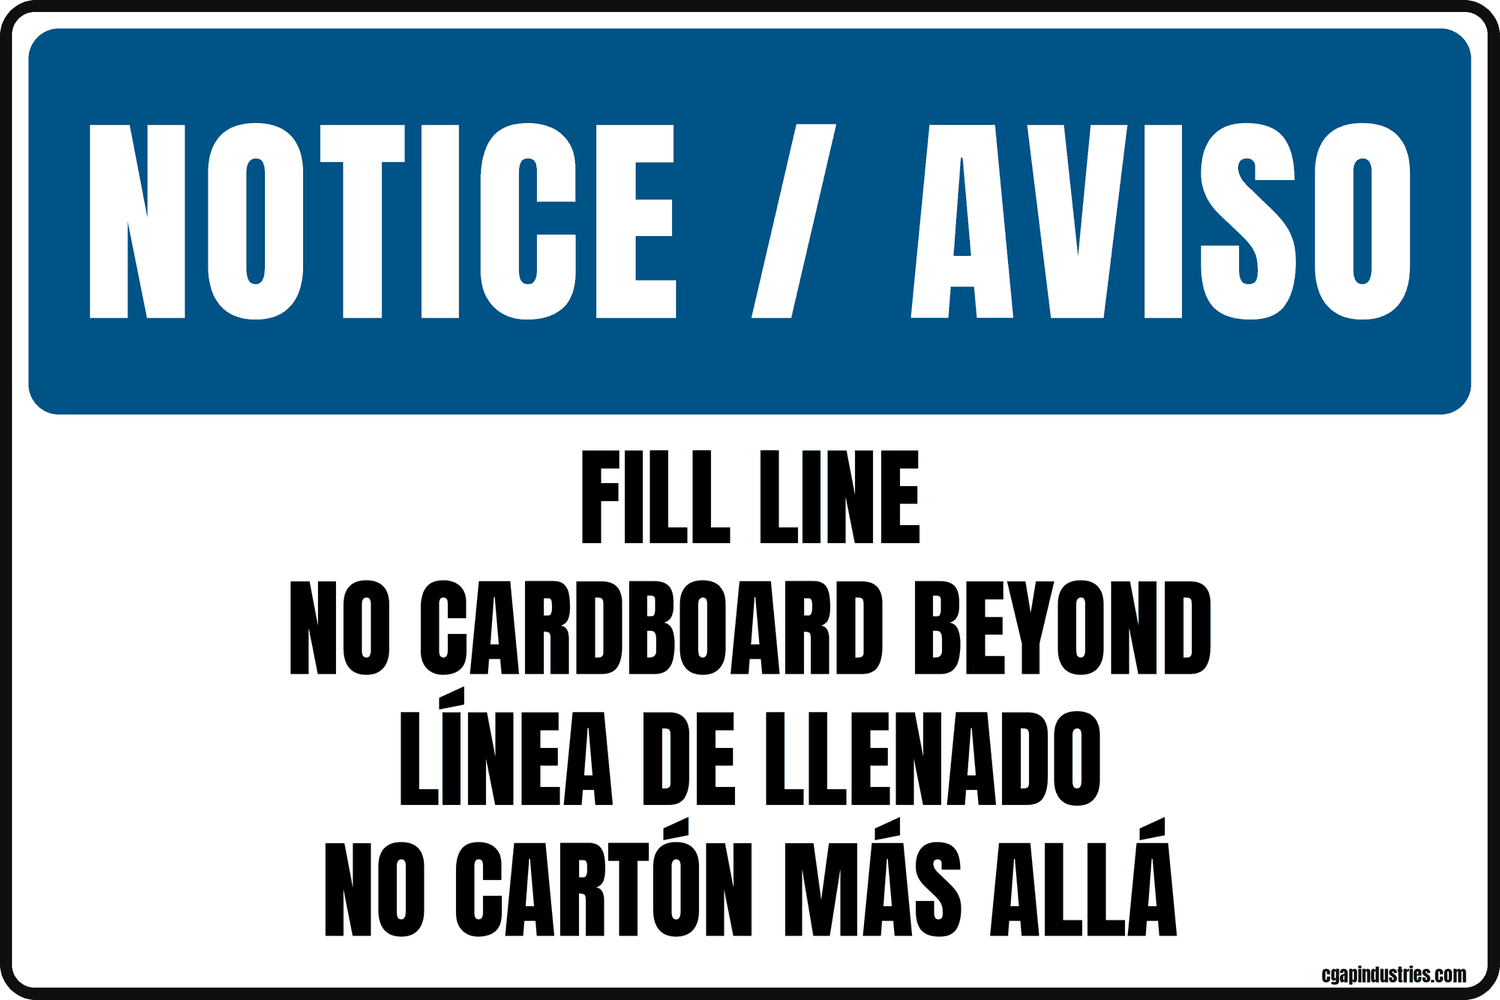 NOTICE / AVISO
FILL LINE
NO CARDBOARD BEYOND
LÍNEA DE LLENADO
NO CARTÓN MÁS ALLÁ
cgapindustries.com